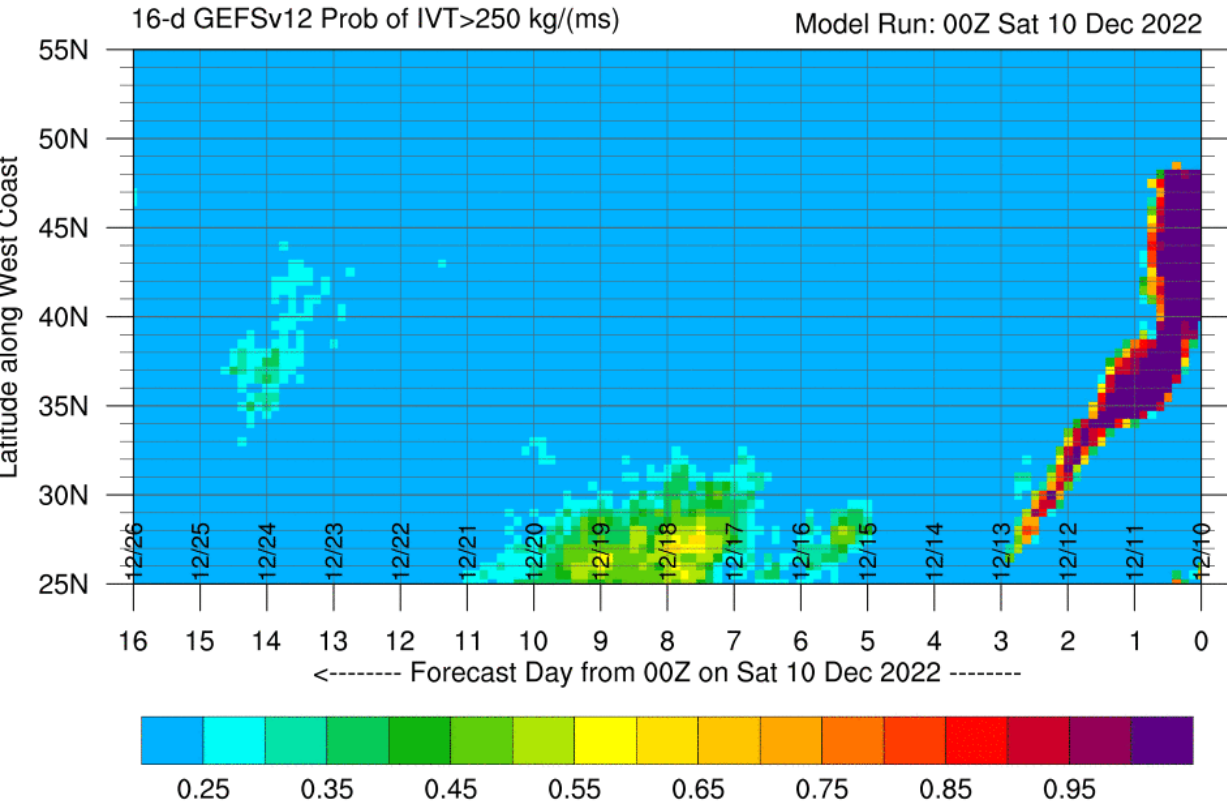 16-d GEFSv12 Prob of IVT>250 kg/(ms)
Model Run: 00Z Sat 10 Dec 2022
Latitude along West Coast
55N
50N
45N
40N
35N
30N
25N
12/26 12/25 12/24 12/23 12/22 12/21 12/20 12/19 12/18 12/17 12/16 12/15 12/14 12/13 12/12 12/11 12/10
16 15 14 13 12 11 10 9 8 7 6 5 4 3 2 1 0
<-------- Forecast Day from 00Z on Sat 10 Dec 2022 --------
0.25 0.35 0.45 0.55 0.65 0.75 0.85 0.95